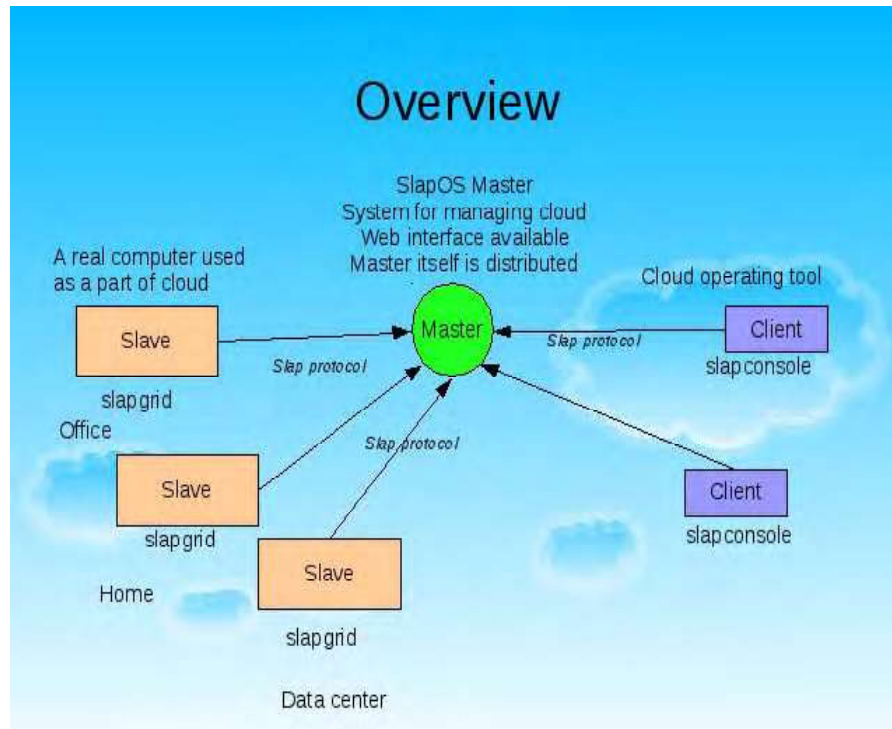 Overview
SlapOS Master
System for managing cloud
Web interface available
Master itself is distributed
A real computer used
as a part of cloud
Cloud operating tool
Slave
Master
Client
Slap protocol
Slap protocol
slapgrid
slapconsole
Office
Slap protocol
Slave
Client
slapgrid
slapconsole
Slave
Home
slapgrid
Data center